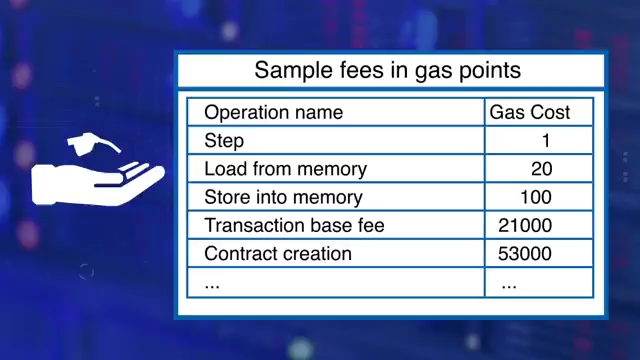 Sample fees in gas points
Operation name Gas Cost
Step 1
Load from memory 20
Store into memory 100
Transaction base fee 21000
Contract creation 53000
... ...